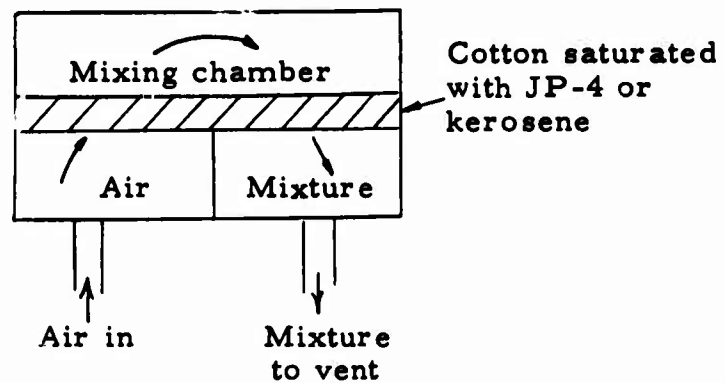 Mixing chamber
Cotton saturated
with JP-4 or
kerosene
Air
Mixture
Air in
Mixture
to vent